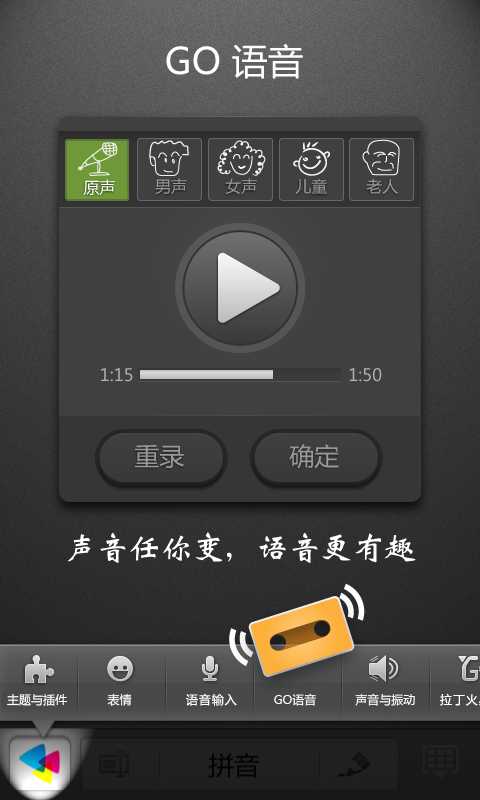 GO 语音
原声
男声
女声
儿童
老人
1:15
1:50
重录
确定
声音任你变，语音更有趣
主题与插件
表情
语音输入
GO语音
声音与振动
拉丁火
拼音